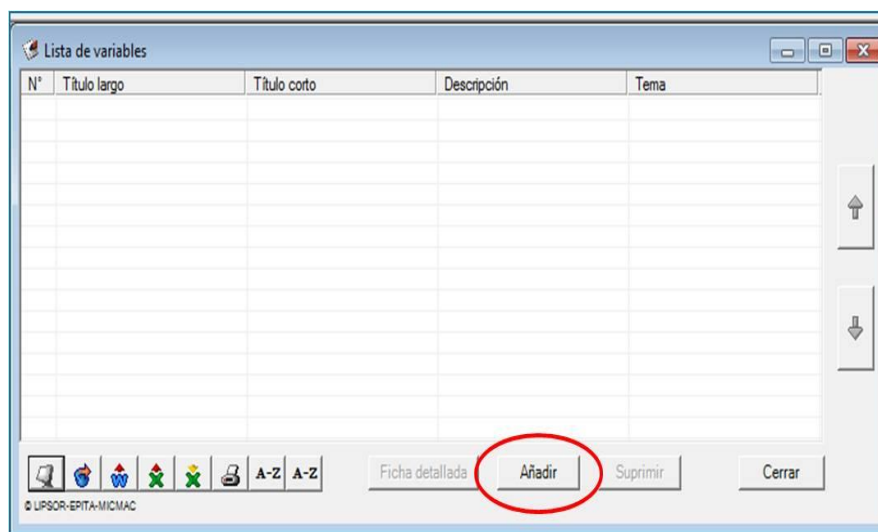 Lista de variables
N° Título largo Título corto Descripción Tema
A-Z A-Z Ficha detallada Añadir Suprimir Cerrar
© LIPSOR-EPITA-MICMAC